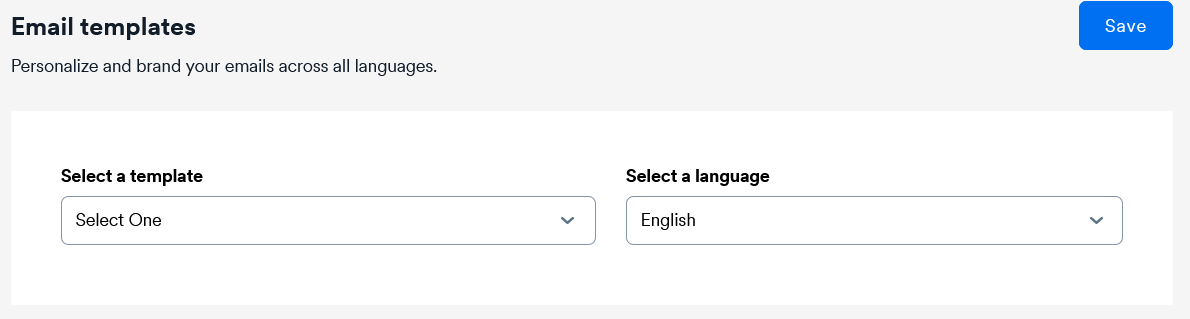 Email templates
Save
Personalize and brand your emails across all languages.
Select a template
Select a language
Select One
English